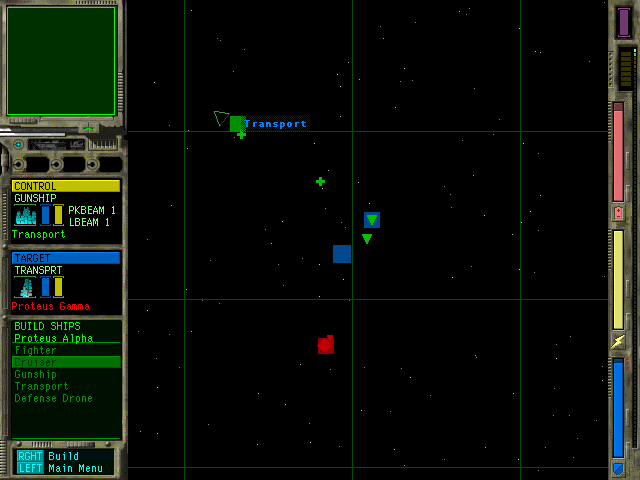 Transport
CONTROL
GUNSHIP
PKBEAM 1
LBEAM 1
Transport
TARGET
TRANSPRT
Proteus Gamma
BUILD SHIPS
Proteus Alpha
Fighter
Cruiser
Gunship
Transport
Defense Drone
RGHT Build
LEFT Main Menu